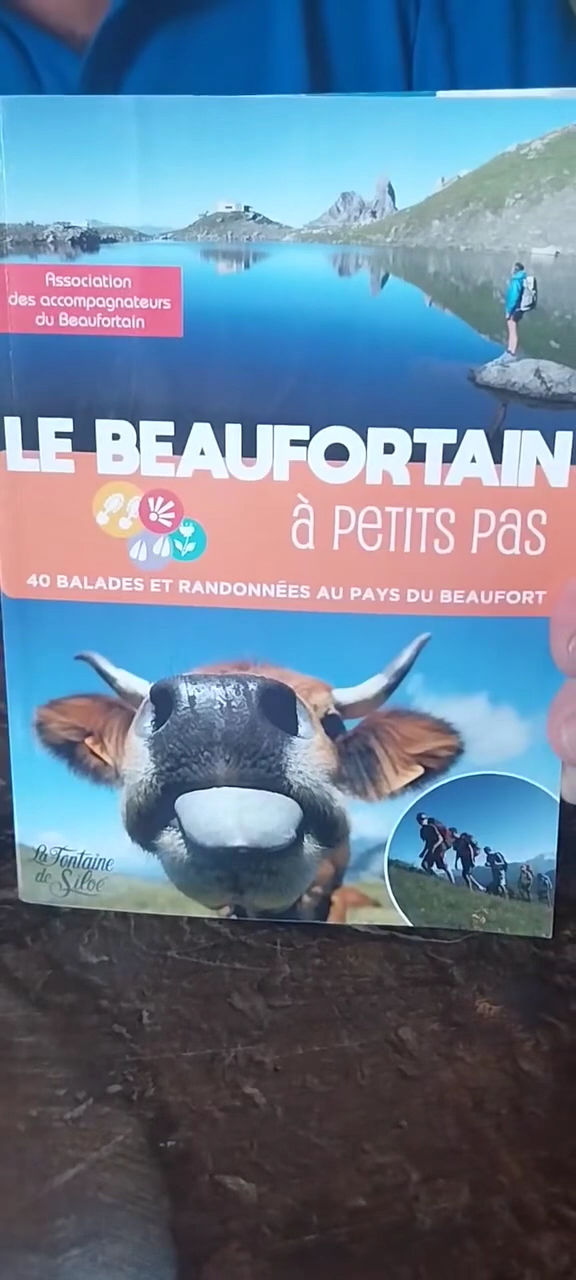 Association
des accompagnateurs
du Beaufortain
LE BEAUFORTAIN
à PETITS PAS
40 BALADES ET RANDONNÉES AU PAYS DU BEAUFORT
La Fontaine
de Siloé